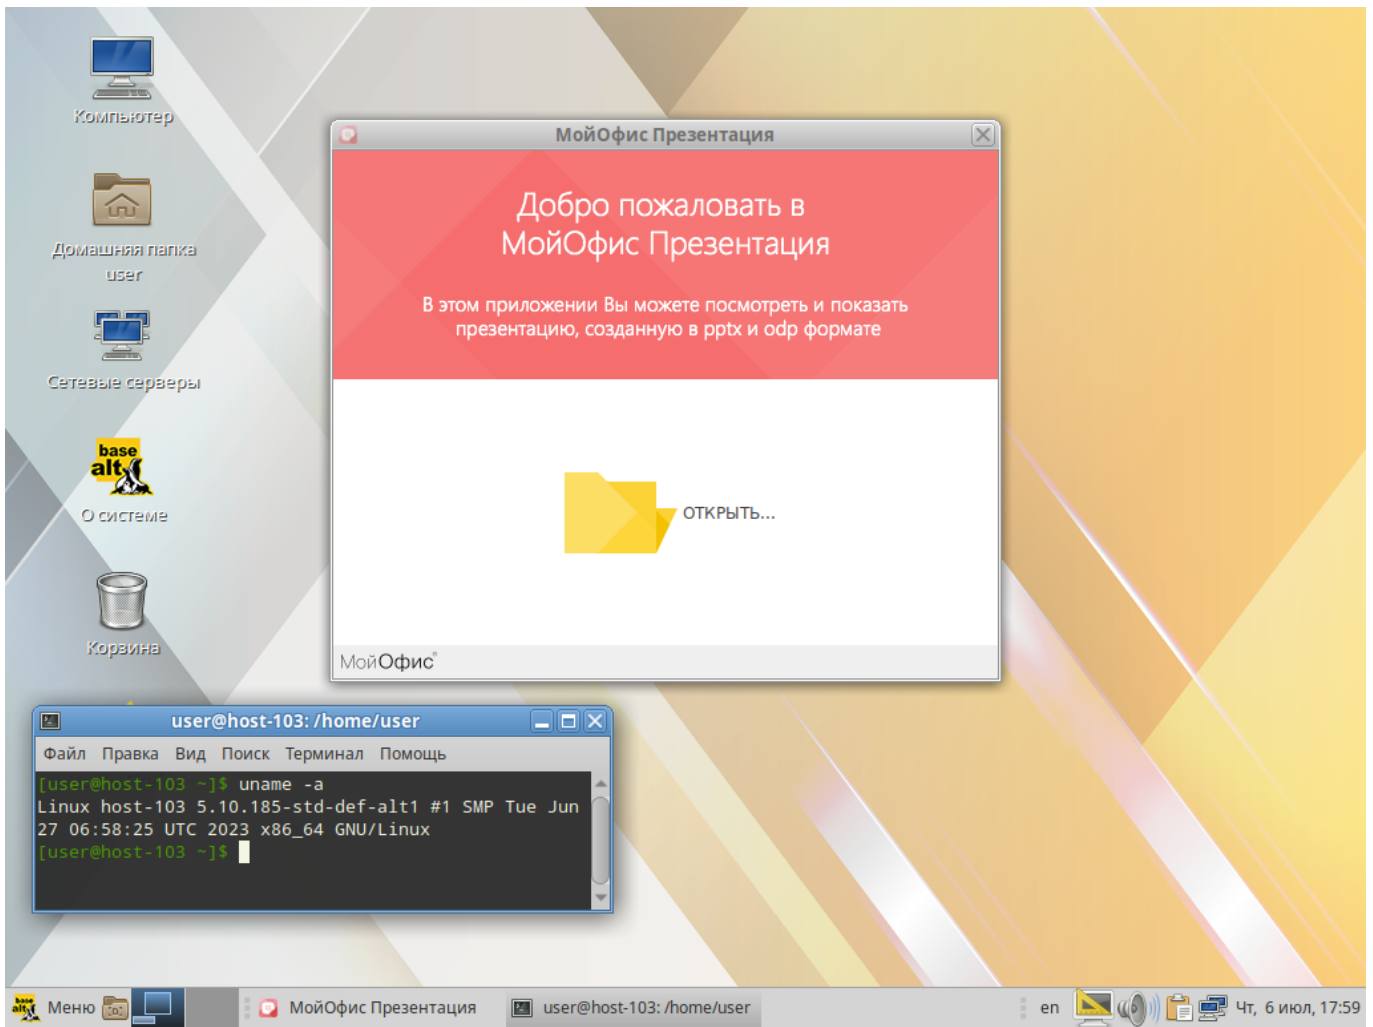 Компьютер
Домашняя папка
user
Сетевые серверы
base
alt
О системе
Корзина
МойОфис Презентация
Добро пожаловать в
МойОфис Презентация
В этом приложении Вы можете посмотреть и показать
презентацию, созданную в pptx и odp формате
ОТКРЫТЬ...
МойОфис®
user@host-103: /home/user
Файл Правка Вид Поиск Терминал Помощь
[user@host-103 ~]$ uname -a
Linux host-103 5.10.185-std-def-alt1 #1 SMP Tue Jun
27 06:58:25 UTC 2023 x86_64 GNU/Linux
[user@host-103 ~]$
base
alt
Меню
МойОфис Презентация
user@host-103: /home/user
en
Чт, 6 июл, 17:59